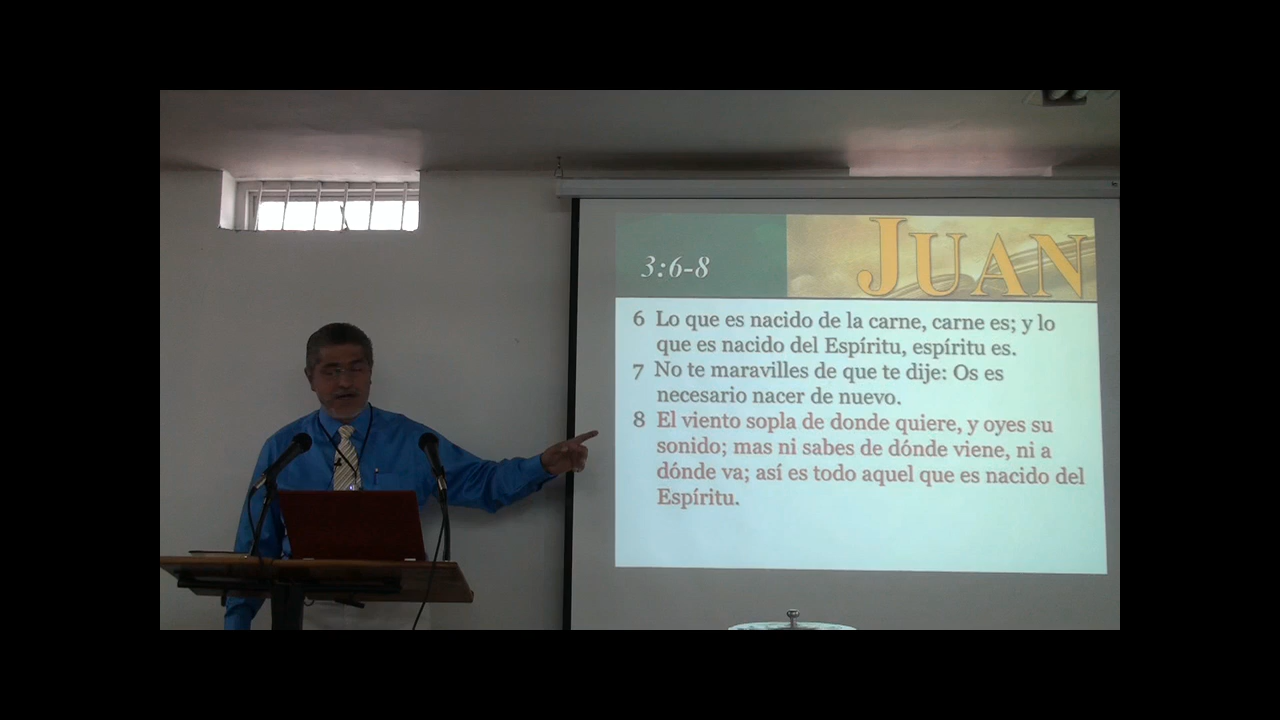 3:6-8
JUAN
6 Lo que es nacido de la carne, carne es; y lo
que es nacido del Espíritu, espíritu es.
7 No te maravilles de que te dije: Os es
necesario nacer de nuevo.
8 El viento sopla de donde quiere, y oyes su
sonido; mas ni sabes de dónde viene, ni a
dónde va; así es todo aquel que es nacido del
Espíritu.